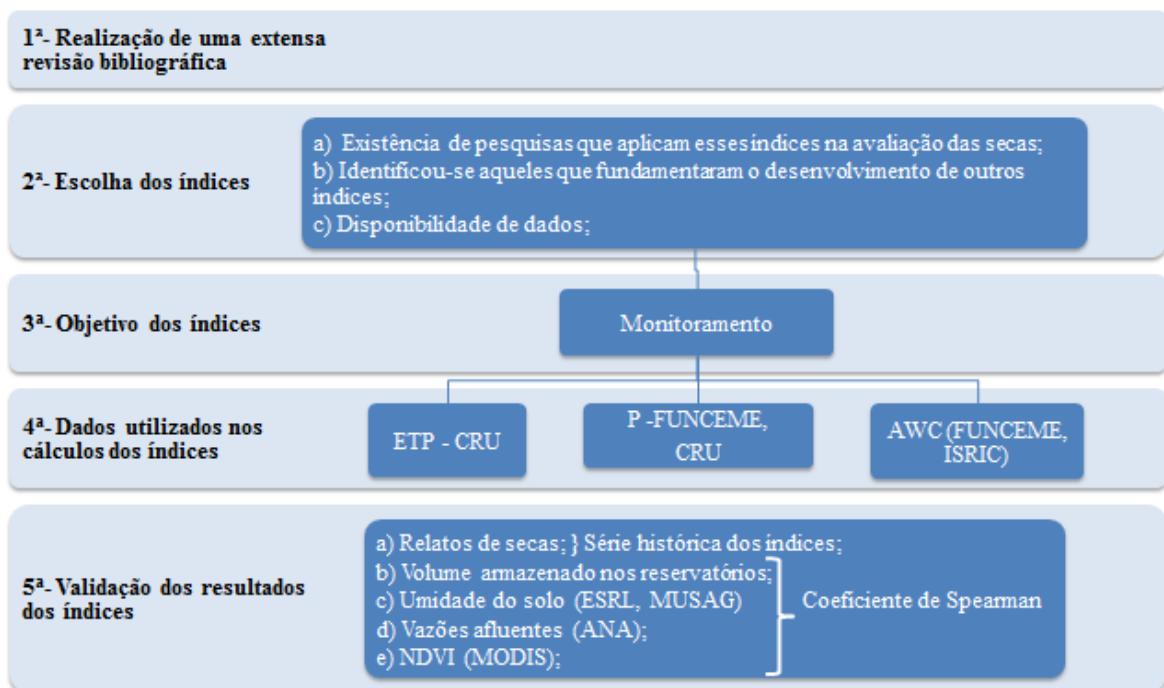 1ª- Realização de uma extensa
revisão bibliográfica
2ª- Escolha dos índices
a) Existência de pesquisas que aplicam essesíndices na avaliação das secas;
b) Identificou-se aqueles que fundamentaram o desenvolvimento de outros
índices;
c) Disponibilidade de dados;
3ª- Objetivo dos índices
Monitoramento
4ª- Dados utilizados nos
cálculos dos índices
ETP - CRU
P -FUNCEME,
CRU
AWC (FUNCEME,
ISRIC)
5ª- Validação dos resultados
dos índices
a) Relatos de secas; } Série histórica dos índices;
b) Volume armazenado nos reservatórios;
c) Umidade do solo (ESRL, MUSAG)
d) Vazões afluentes (ANA);
e) NDVI (MODIS);
Coeficiente de Spearman